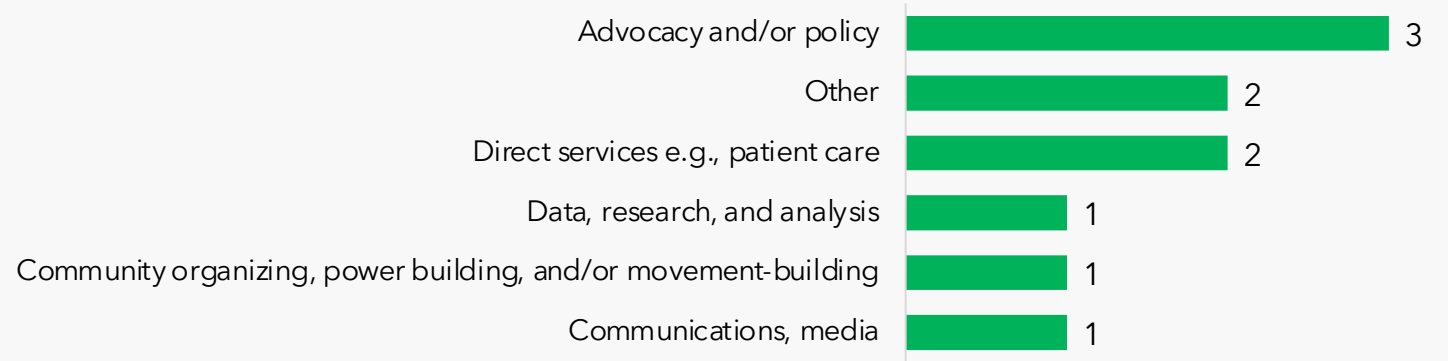 Advocacy and/or policy 3
Other 2
Direct services e.g., patient care 2
Data, research, and analysis 1
Community organizing, power building, and/or movement-building 1
Communications, media 1